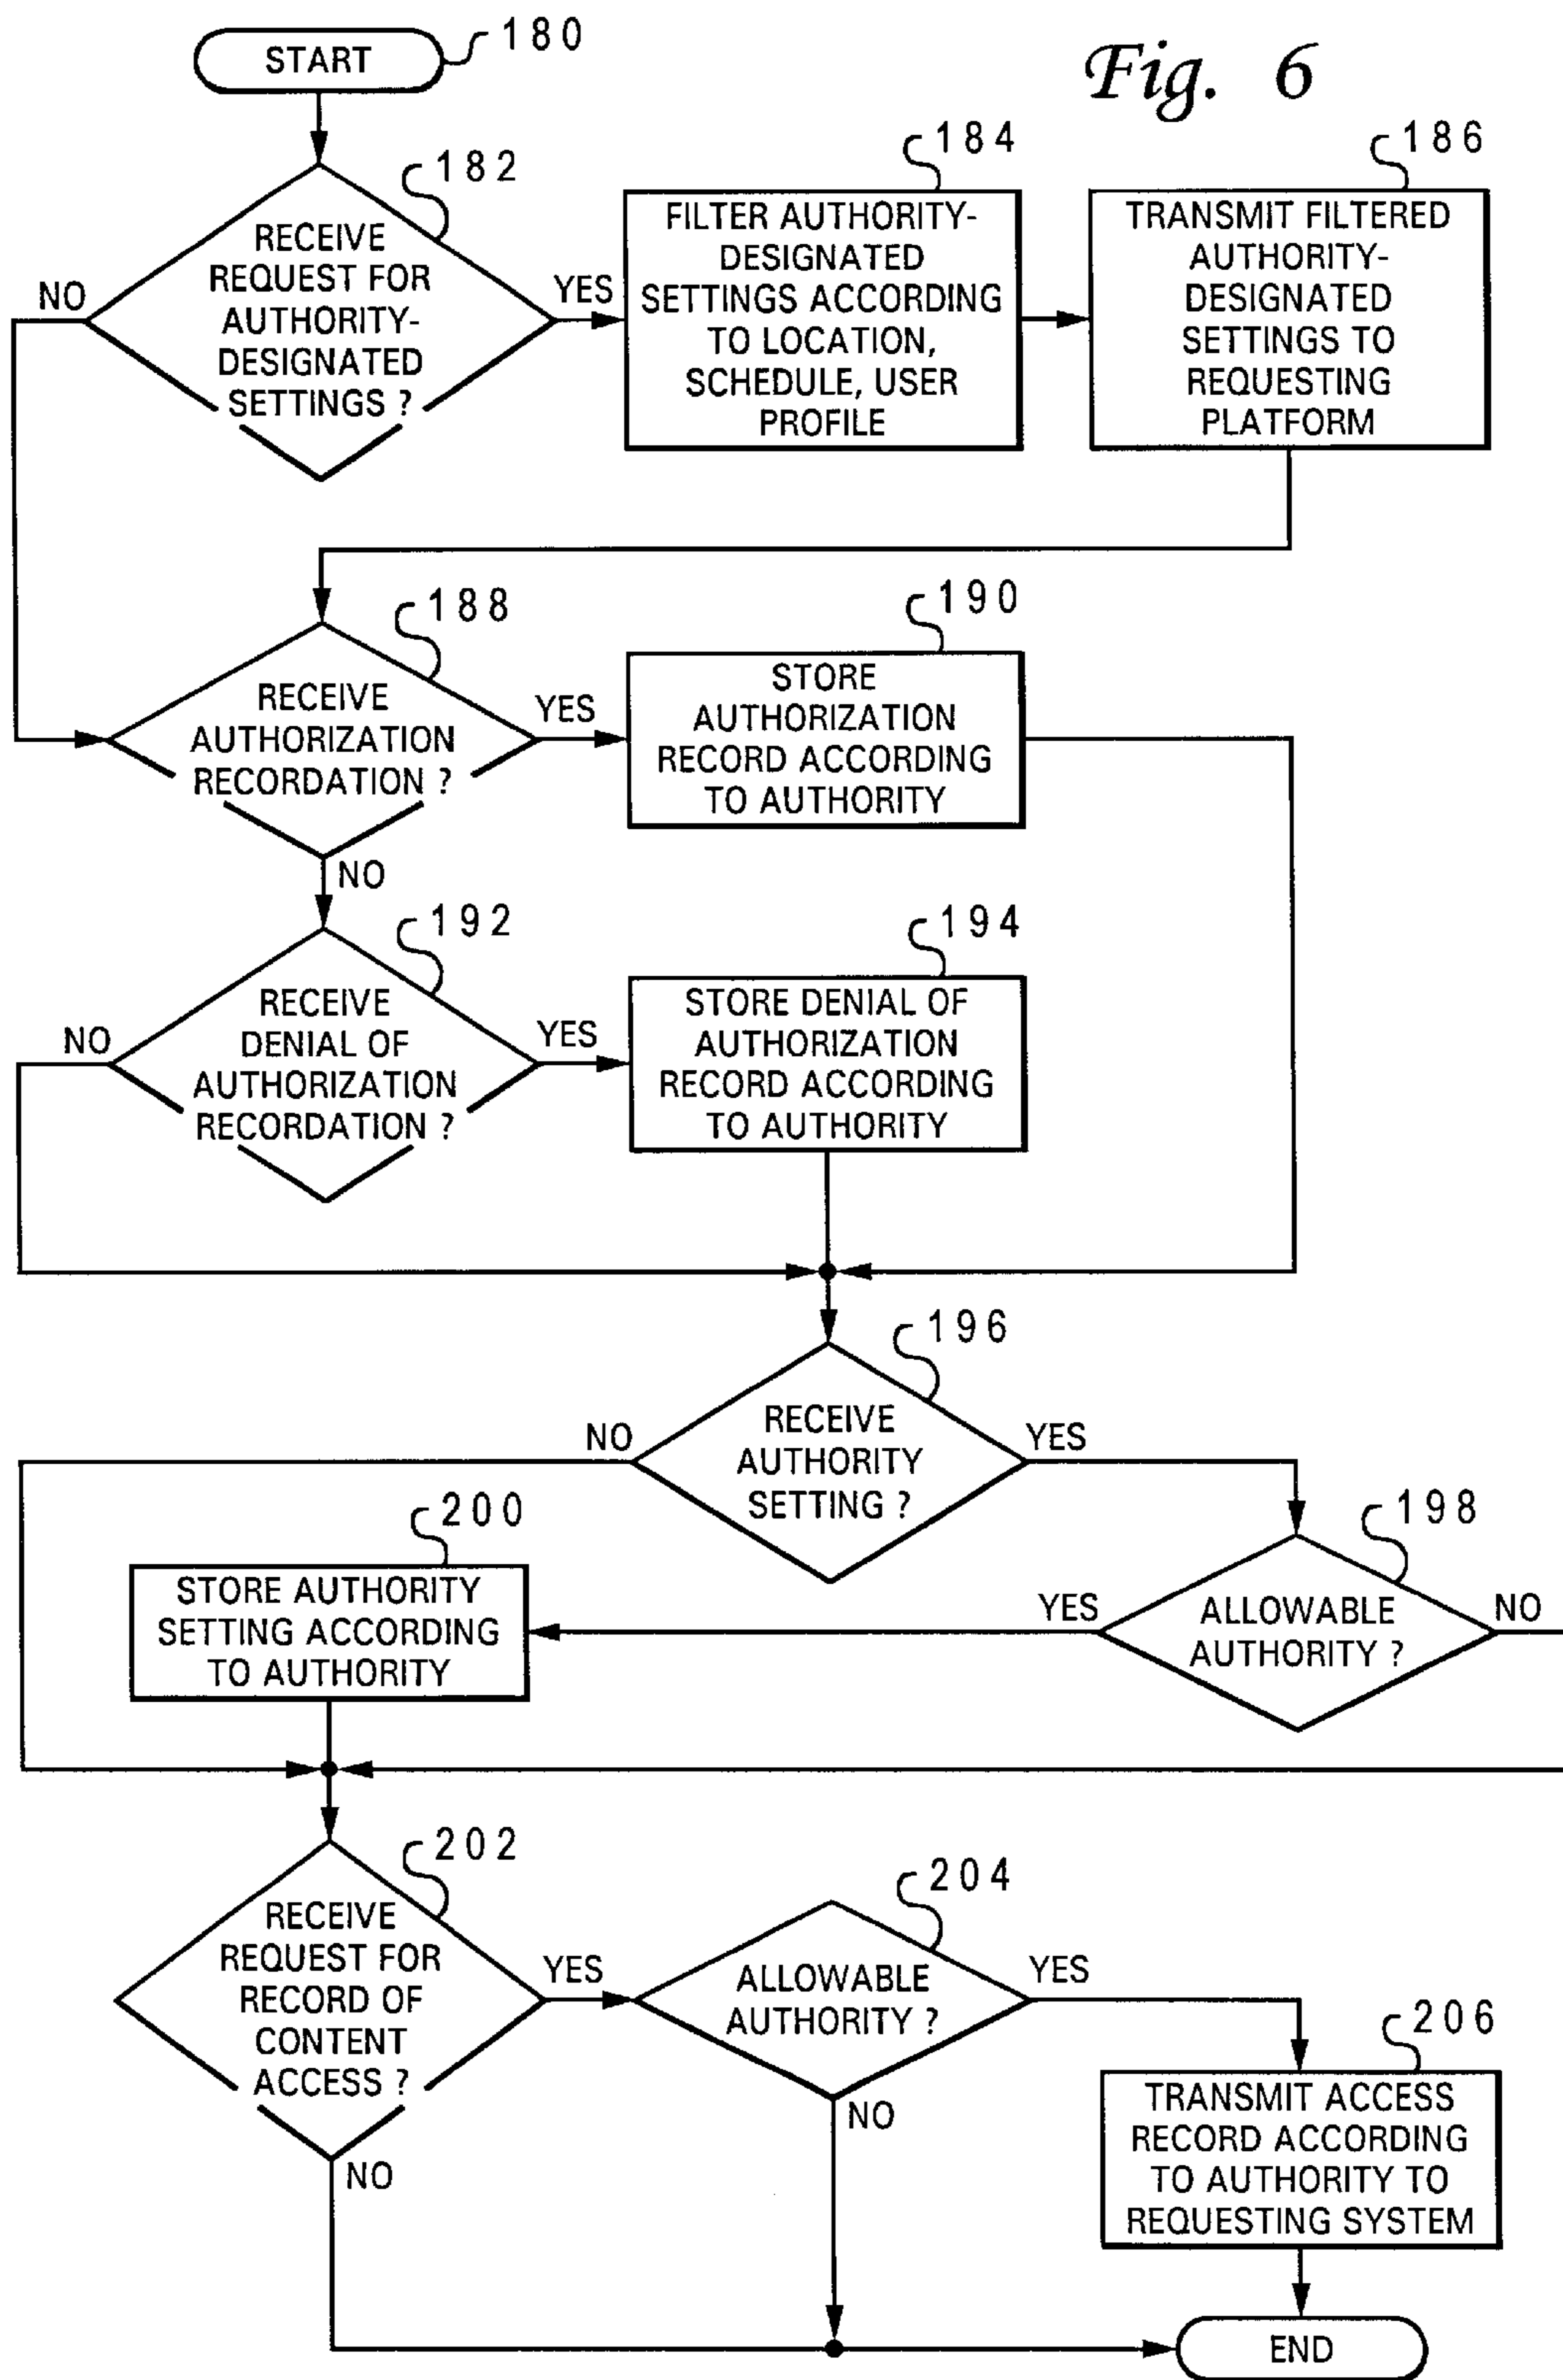 START
180
Fig. 6
182
RECEIVE
REQUEST FOR
AUTHORITY-
DESIGNATED
SETTINGS ?
NO
YES
184
FILTER AUTHORITY-
DESIGNATED
SETTINGS ACCORDING
TO LOCATION,
SCHEDULE, USER
PROFILE
186
TRANSMIT FILTERED
AUTHORITY-
DESIGNATED
SETTINGS TO
REQUESTING
PLATFORM
188
RECEIVE
AUTHORIZATION
RECORDATION ?
YES
NO
190
STORE
AUTHORIZATION
RECORD ACCORDING
TO AUTHORITY
192
RECEIVE
DENIAL OF
AUTHORIZATION
RECORDATION ?
NO
YES
194
STORE DENIAL OF
AUTHORIZATION
RECORD ACCORDING
TO AUTHORITY
196
RECEIVE
AUTHORITY
SETTING ?
NO
YES
198
ALLOWABLE
AUTHORITY ?
YES
NO
200
STORE AUTHORITY
SETTING ACCORDING
TO AUTHORITY
202
RECEIVE
REQUEST FOR
RECORD OF
CONTENT
ACCESS ?
YES
NO
204
ALLOWABLE
AUTHORITY ?
YES
NO
206
TRANSMIT ACCESS
RECORD ACCORDING
TO AUTHORITY TO
REQUESTING SYSTEM
END